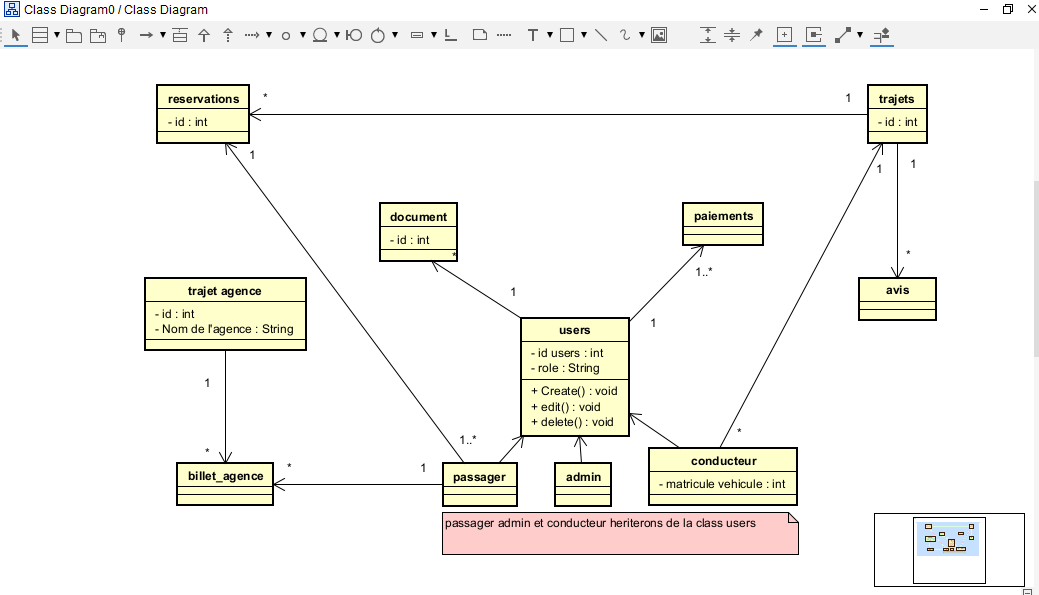 Class Diagram0 / Class Diagram
reservations
- id : int
*
1
trajets
- id : int
1
1
1
document
- id : int
*
paiements
1..*
*
avis
trajet agence
- id : int
- Nom de l'agence : String
1
1
users
- id users : int
- role : String
+ Create() : void
+ edit() : void
+ delete() : void
1
*
1..*
*
billet_agence
*
1
passager
admin
conducteur
- matricule vehicule : int
passager admin et conducteur heriterons de la class users